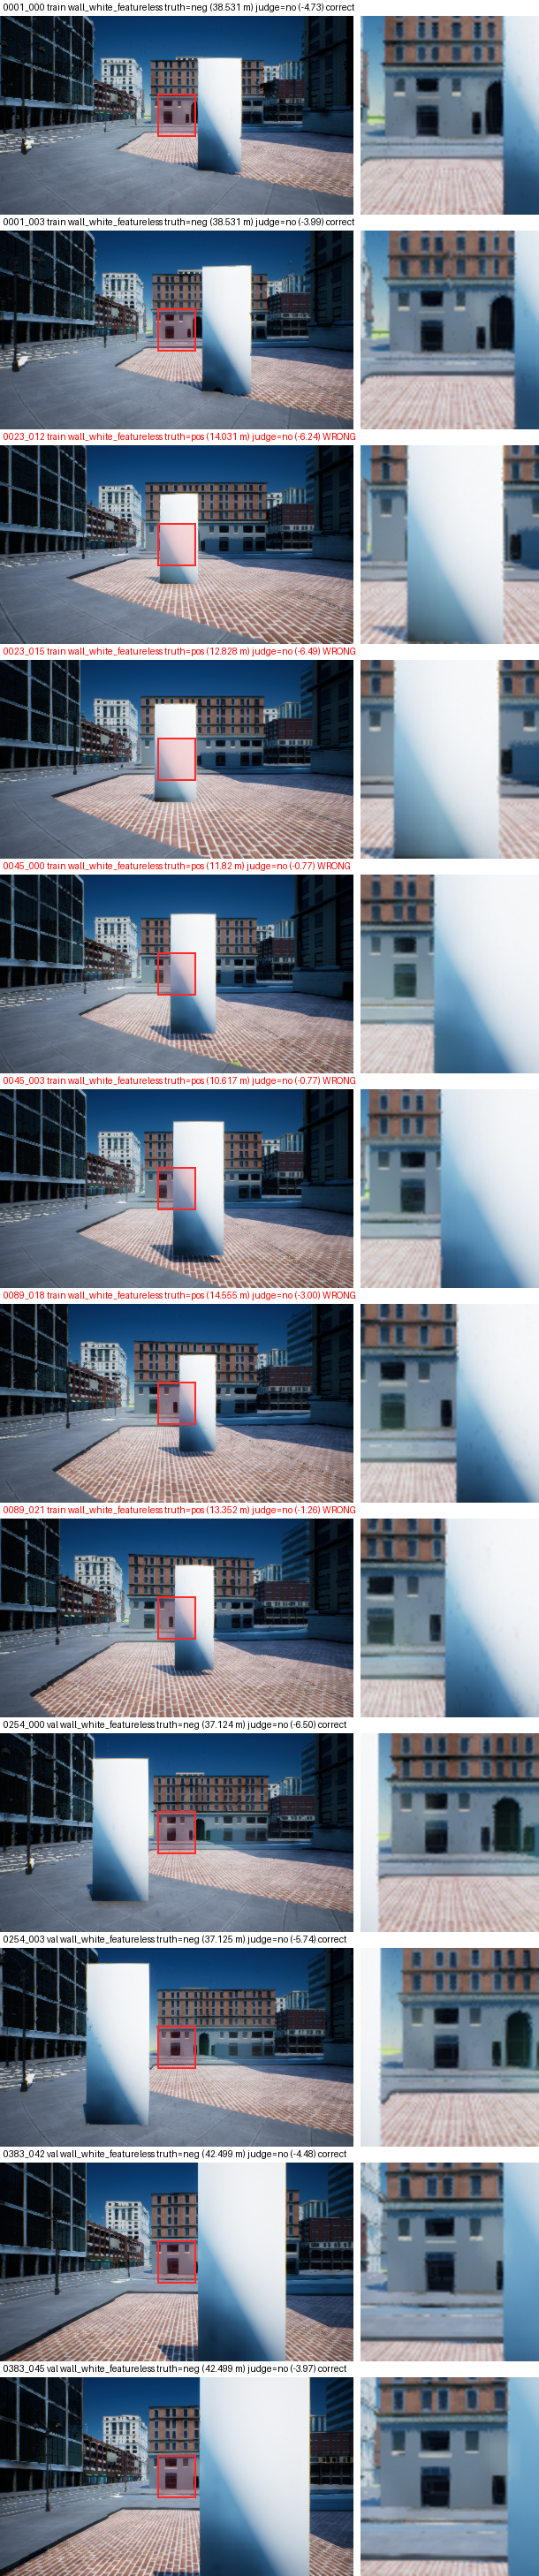 0001_000 train wall_white_featureless truth=neg (38.531 m) judge=no (-4.73) correct
0001_003 train wall_white_featureless truth=neg (38.531 m) judge=no (-3.99) correct
0023_012 train wall_white_featureless truth=pos (14.031 m) judge=no (-6.24) WRONG
0023_015 train wall_white_featureless truth=pos (12.828 m) judge=no (-6.49) WRONG
0045_000 train wall_white_featureless truth=pos (11.82 m) judge=no (-0.77) WRONG
0045_003 train wall_white_featureless truth=pos (10.617 m) judge=no (-0.77) WRONG
0089_018 train wall_white_featureless truth=pos (14.555 m) judge=no (-3.00) WRONG
0089_021 train wall_white_featureless truth=pos (13.352 m) judge=no (-1.26) WRONG
0254_000 val wall_white_featureless truth=neg (37.124 m) judge=no (-6.50) correct
0254_003 val wall_white_featureless truth=neg (37.125 m) judge=no (-5.74) correct
0383_042 val wall_white_featureless truth=neg (42.499 m) judge=no (-4.48) correct
0383_045 val wall_white_featureless truth=neg (42.499 m) judge=no (-3.97) correct